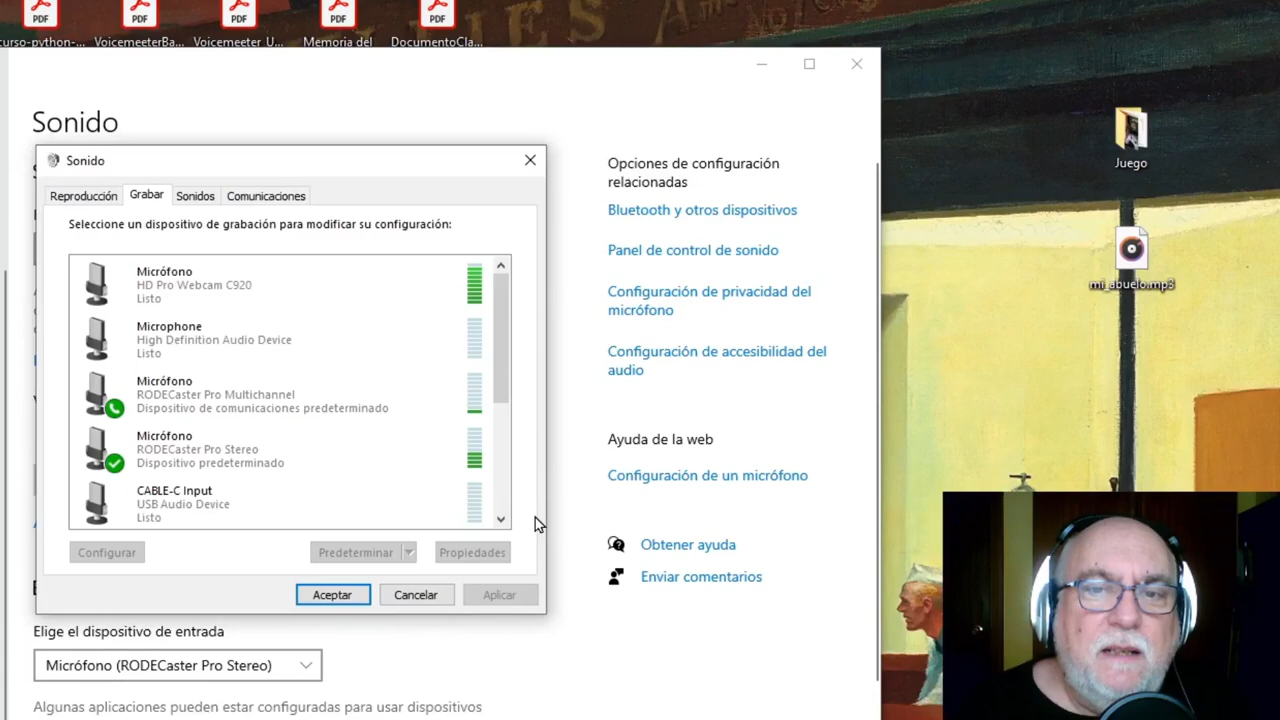 PDF
PDF
PDF
PDF
PDF
curso-python-...
VoicemeeterBa...
Voicemeeter_U...
Memoria del
DocumentoCla...
Sonido
Sonido
Reproducción
Grabar
Sonidos
Comunicaciones
Seleccione un dispositivo de grabación para modificar su configuración:
Micrófono
HD Pro Webcam C920
Listo
Microphone
High Definition Audio Device
Listo
Micrófono
RODECaster Pro Multichannel
Dispositivo de comunicaciones predeterminado
Micrófono
RODECaster Pro Stereo
Dispositivo predeterminado
CABLE-C Input
USB Audio Device
Listo
Configurar
Predeterminar
Propiedades
Aceptar
Cancelar
Aplicar
Elige el dispositivo de entrada
Micrófono (RODECaster Pro Stereo)
Algunas aplicaciones pueden estar configuradas para usar dispositivos
Opciones de configuración
relacionadas
Bluetooth y otros dispositivos
Panel de control de sonido
Configuración de privacidad del
micrófono
Configuración de accesibilidad del
audio
Ayuda de la web
Configuración de un micrófono
Obtener ayuda
Enviar comentarios
Juego
mi_abuelo.mp3